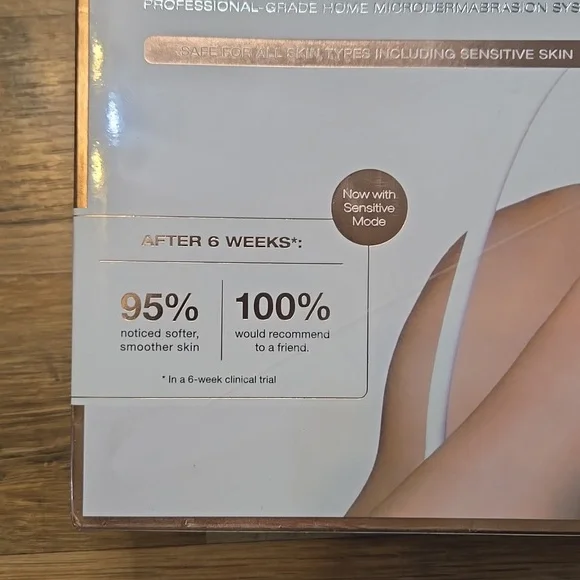 PROFESSIONAL-GRADE HOME MICRODERMABRASION SYS
SAFE FOR ALL SKIN TYPES INCLUDING SENSITIVE SKIN
Now with
Sensitive
Mode
AFTER 6 WEEKS*:
95%
noticed softer,
smoother skin
100%
would recommend
to a friend.
* In a 6-week clinical trial